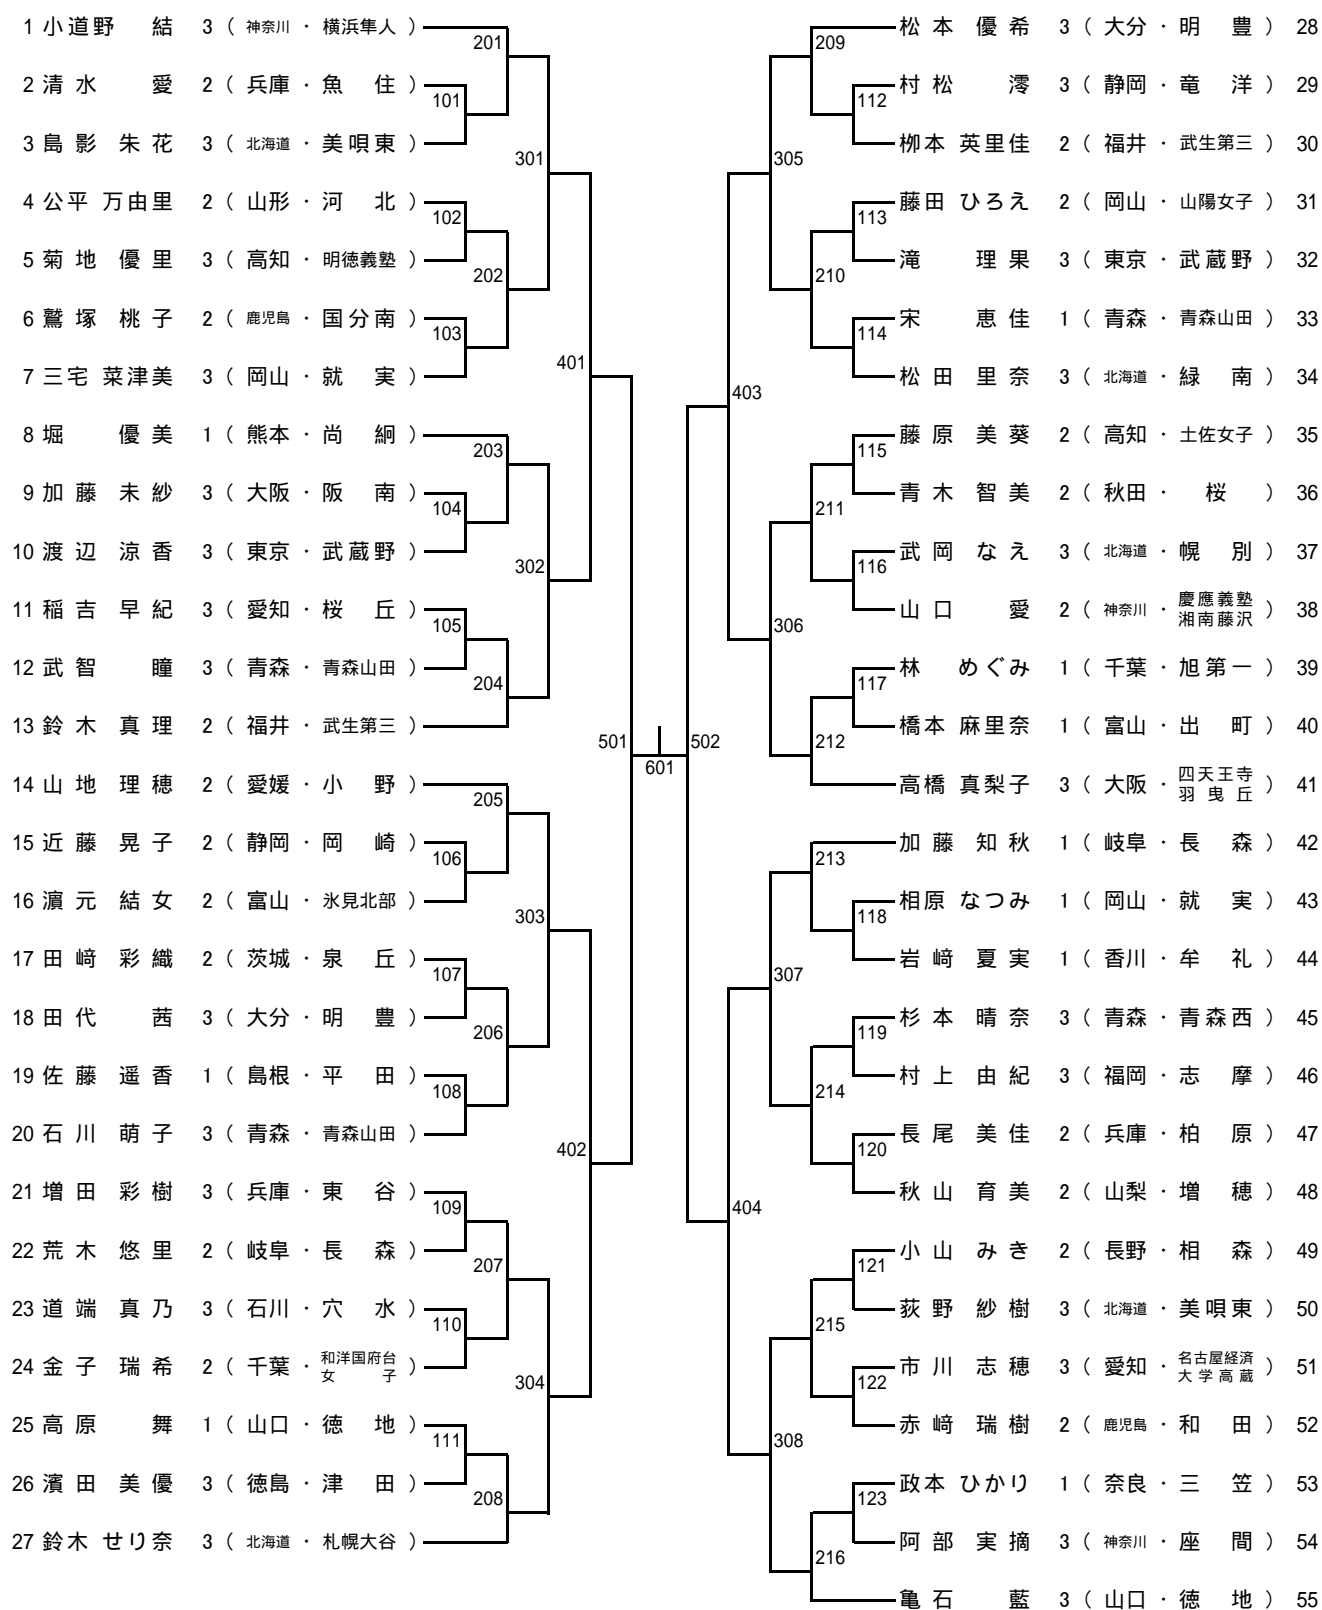 1 小道野 結 3 ( 神奈川 ・ 横浜隼人 )
2 清水 愛 2 ( 兵庫 ・ 魚住 )
3 島影 朱花 3 ( 北海道 ・ 美唄東 )
4 公平 万由里 2 ( 山形 ・ 河北 )
5 菊地 優里 3 ( 高知 ・ 明徳義塾 )
6 鷲塚 桃子 2 ( 鹿児島 ・ 国分南 )
7 三宅 菜津美 3 ( 岡山 ・ 就実 )
8 堀 優美 1 ( 熊本 ・ 尚絅 )
9 加藤 未紗 3 ( 大阪 ・ 阪南 )
10 渡辺 涼香 3 ( 東京 ・ 武蔵野 )
11 稲吉 早紀 3 ( 愛知 ・ 桜丘 )
12 武智 瞳 3 ( 青森 ・ 青森山田 )
13 鈴木 真理 2 ( 福井 ・ 武生第三 )
14 山地 理穂 2 ( 愛媛 ・ 小野 )
15 近藤 晃子 2 ( 静岡 ・ 岡崎 )
16 濵元 結女 2 ( 富山 ・ 氷見北部 )
17 田﨑 彩織 2 ( 茨城 ・ 泉丘 )
18 田代 茜 3 ( 大分 ・ 明豊 )
19 佐藤 遥香 1 ( 島根 ・ 平田 )
20 石川 萌子 3 ( 青森 ・ 青森山田 )
21 増田 彩樹 3 ( 兵庫 ・ 東谷 )
22 荒木 悠里 2 ( 岐阜 ・ 長森 )
23 道端 真乃 3 ( 石川 ・ 穴水 )
24 金子 瑞希 2 ( 千葉 ・ 和洋国府台女子 )
25 高原 舞 1 ( 山口 ・ 徳地 )
26 濱田 美優 3 ( 徳島 ・ 津田 )
27 鈴木 せり奈 3 ( 北海道 ・ 札幌大谷 )
101
102
103
104
105
106
107
108
109
110
111
201
202
203
204
205
206
207
208
301
302
303
304
401
402
501
601
502
403
404
305
306
307
308
209
210
211
212
213
214
215
216
112
113
114
115
116
117
118
119
120
121
122
123
松本 優希 3 ( 大分 ・ 明豊 ) 28
村松 澪 3 ( 静岡 ・ 竜洋 ) 29
栁本 英里佳 2 ( 福井 ・ 武生第三 ) 30
藤田 ひろえ 2 ( 岡山 ・ 山陽女子 ) 31
滝 理果 3 ( 東京 ・ 武蔵野 ) 32
宋 恵佳 1 ( 青森 ・ 青森山田 ) 33
松田 里奈 3 ( 北海道 ・ 緑南 ) 34
藤原 美葵 2 ( 高知 ・ 土佐女子 ) 35
青木 智美 2 ( 秋田 ・ 桜 ) 36
武岡 なえ 3 ( 北海道 ・ 幌別 ) 37
山口 愛 2 ( 神奈川 ・ 慶應義塾湘南藤沢 ) 38
林 めぐみ 1 ( 千葉 ・ 旭第一 ) 39
橋本 麻里奈 1 ( 富山 ・ 出町 ) 40
高橋 真梨子 3 ( 大阪 ・ 四天王寺羽曳丘 ) 41
加藤 知秋 1 ( 岐阜 ・ 長森 ) 42
相原 なつみ 1 ( 岡山 ・ 就実 ) 43
岩﨑 夏実 1 ( 香川 ・ 牟礼 ) 44
杉本 晴奈 3 ( 青森 ・ 青森西 ) 45
村上 由紀 3 ( 福岡 ・ 志摩 ) 46
長尾 美佳 2 ( 兵庫 ・ 柏原 ) 47
秋山 育美 2 ( 山梨 ・ 増穂 ) 48
小山 みき 2 ( 長野 ・ 相森 ) 49
荻野 紗樹 3 ( 北海道 ・ 美唄東 ) 50
市川 志穂 3 ( 愛知 ・ 名古屋経済大学高蔵 ) 51
赤﨑 瑞樹 2 ( 鹿児島 ・ 和田 ) 52
政本 ひかり 1 ( 奈良 ・ 三笠 ) 53
阿部 実摘 3 ( 神奈川 ・ 座間 ) 54
亀石 藍 3 ( 山口 ・ 徳地 ) 55